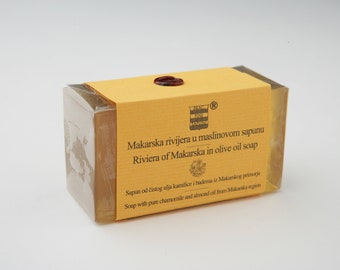 ®
Makarska rivijera u maslinovom sapunu
Riviera of Makarska in olive oil soap
Sapun od čistog ulja kamilice i badema iz Makarskog primorja
Soap with pure chamomile and almond oil from Makarska region